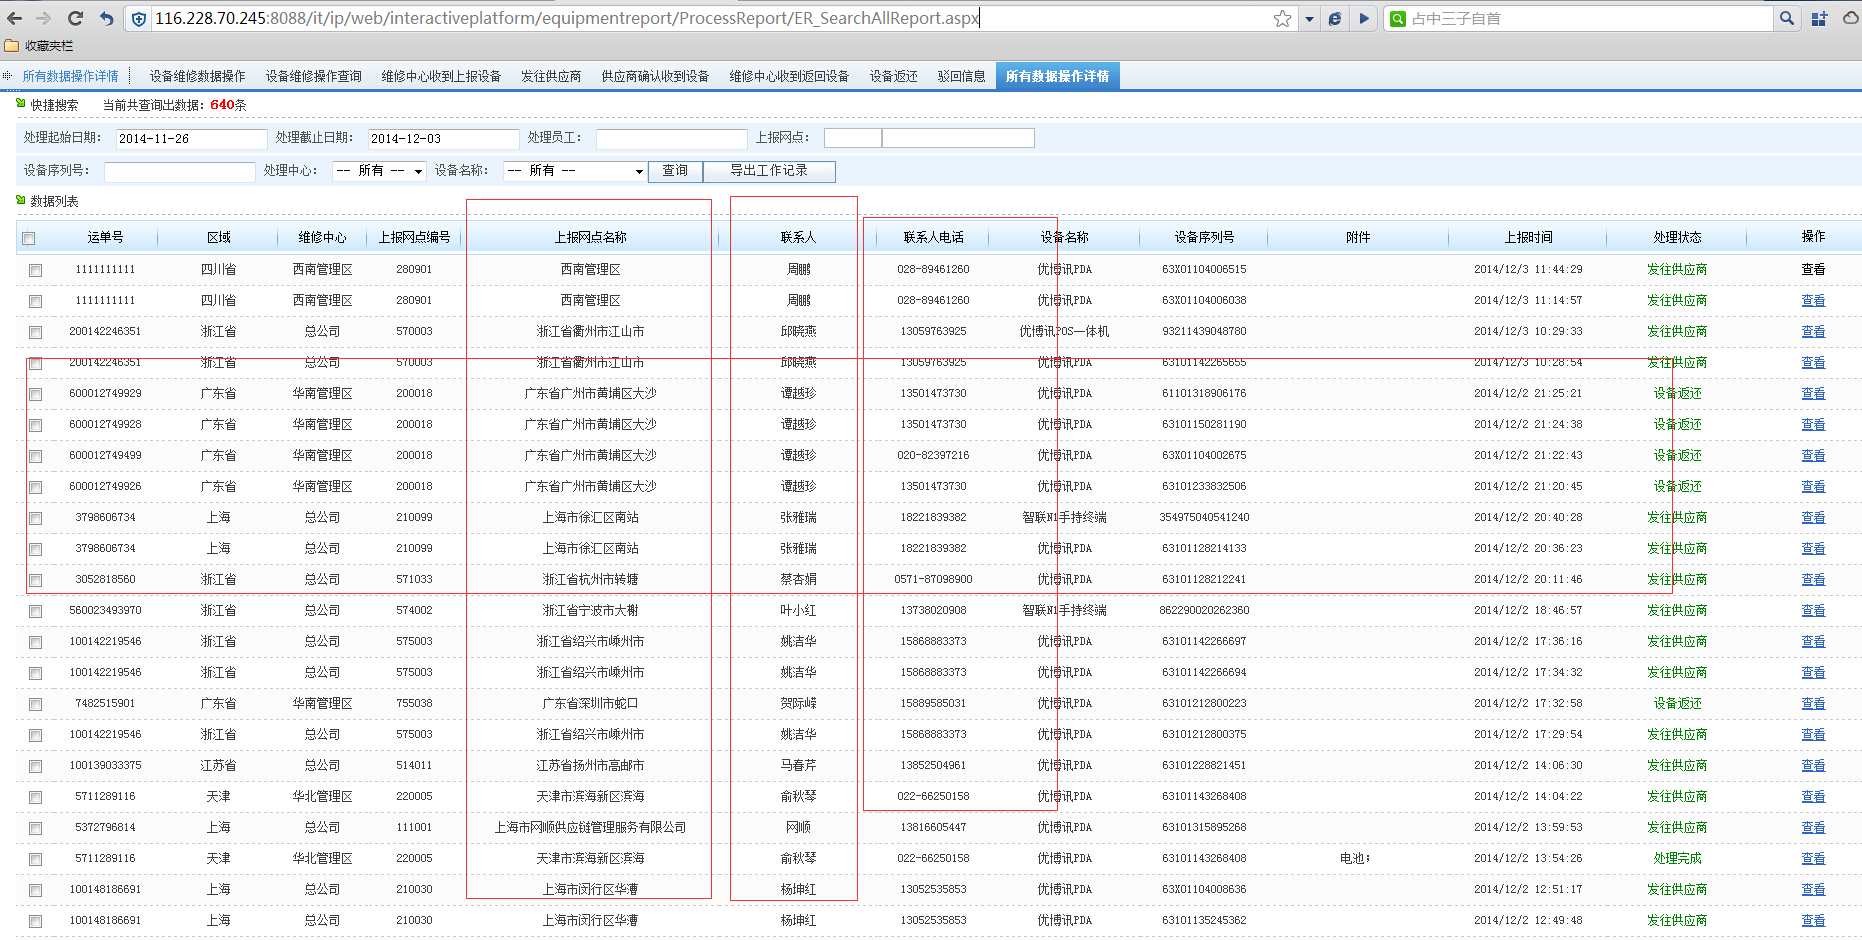 116.228.70.245:8088/it/ip/web/interactiveplatform/equipmentreport/ProcessReport/ER_SearchAllReport.aspx 占中三子自首
收藏夹栏
所有数据操作详情 设备维修数据操作 设备维修操作查询 维修中心收到上报设备 发往供应商 供应商确认收到设备 维修中心收到返回设备 设备返还 驳回信息 所有数据操作详情
快捷搜索 当前共查询出数据：640条
处理起始日期： 2014-11-26 处理截止日期： 2014-12-03 处理员工： 上报网点：
设备序列号： 处理中心： -- 所有 -- 设备名称： -- 所有 -- 查询 导出工作记录
数据列表
运单号 区域 维修中心 上报网点编号 上报网点名称 联系人 联系人电话 设备名称 设备序列号 附件 上报时间 处理状态 操作
1111111111 四川省 西南管理区 280901 西南管理区 周鹏 028-89461260 优博讯PDA 63X01104006515 2014/12/3 11:44:29 发往供应商 查看
1111111111 四川省 西南管理区 280901 西南管理区 周鹏 028-89461260 优博讯PDA 63X01104006038 2014/12/3 11:14:57 发往供应商 查看
200142246351 浙江省 总公司 570003 浙江省衢州市江山市 邱晓燕 13059763925 优博讯POS一体机 93211439048780 2014/12/3 10:29:33 发往供应商 查看
200142246351 浙江省 总公司 570003 浙江省衢州市江山市 邱晓燕 13059763925 优博讯PDA 63101142265655 2014/12/3 10:28:54 发往供应商 查看
600012749929 广东省 华南管理区 200018 广东省广州市黄埔区大沙 谭越珍 13501473730 优博讯PDA 61101318906176 2014/12/2 21:25:21 设备返还 查看
600012749928 广东省 华南管理区 200018 广东省广州市黄埔区大沙 谭越珍 13501473730 优博讯PDA 63101150281190 2014/12/2 21:24:38 设备返还 查看
600012749499 广东省 华南管理区 200018 广东省广州市黄埔区大沙 谭越珍 020-82397216 优博讯PDA 63X01104002675 2014/12/2 21:22:43 设备返还 查看
600012749926 广东省 华南管理区 200018 广东省广州市黄埔区大沙 谭越珍 13501473730 优博讯PDA 63101233832506 2014/12/2 21:20:45 设备返还 查看
3798606734 上海 总公司 210099 上海市徐汇区南站 张雅瑞 18221839382 智联N1手持终端 354975040541240 2014/12/2 20:40:28 发往供应商 查看
3798606734 上海 总公司 210099 上海市徐汇区南站 张雅瑞 18221839382 优博讯PDA 63101128214133 2014/12/2 20:36:23 发往供应商 查看
3052818560 浙江省 总公司 571033 浙江省杭州市转塘 蔡杏娟 0571-87098900 优博讯PDA 63101128212241 2014/12/2 20:11:46 发往供应商 查看
560023493970 浙江省 总公司 574002 浙江省宁波市大榭 叶小红 13738020908 智联N1手持终端 862290020262360 2014/12/2 18:46:57 发往供应商 查看
100142219546 浙江省 总公司 575003 浙江省绍兴市嵊州市 姚洁华 15868883373 优博讯PDA 63101142266697 2014/12/2 17:36:16 发往供应商 查看
100142219546 浙江省 总公司 575003 浙江省绍兴市嵊州市 姚洁华 15868883373 优博讯PDA 63101142266694 2014/12/2 17:34:32 发往供应商 查看
7482515901 广东省 华南管理区 755038 广东省深圳市蛇口 贺际嵘 15889585031 优博讯PDA 63101212800223 2014/12/2 17:32:58 设备返还 查看
100142219546 浙江省 总公司 575003 浙江省绍兴市嵊州市 姚洁华 15868883373 优博讯PDA 63101212800375 2014/12/2 17:29:54 发往供应商 查看
100139033375 江苏省 总公司 514011 江苏省扬州市高邮市 马春芹 13852504961 优博讯PDA 63101228821451 2014/12/2 14:06:30 发往供应商 查看
5711289116 天津 华北管理区 220005 天津市滨海新区滨海 俞秋琴 022-66250158 优博讯PDA 63101143268408 2014/12/2 14:04:22 发往供应商 查看
5372796814 上海 总公司 111001 上海市网顺供应链管理服务有限公司 网顺 13816605447 优博讯PDA 63101315895268 2014/12/2 13:59:53 发往供应商 查看
5711289116 天津 华北管理区 220005 天津市滨海新区滨海 俞秋琴 022-66250158 优博讯PDA 63101143268408 电池; 2014/12/2 13:54:26 处理完成 查看
100148186691 上海 总公司 210030 上海市闵行区华漕 杨坤红 13052535853 优博讯PDA 63X01104008636 2014/12/2 12:51:17 发往供应商 查看
100148186691 上海 总公司 210030 上海市闵行区华漕 杨坤红 13052535853 优博讯PDA 63101135245362 2014/12/2 12:49:48 发往供应商 查看